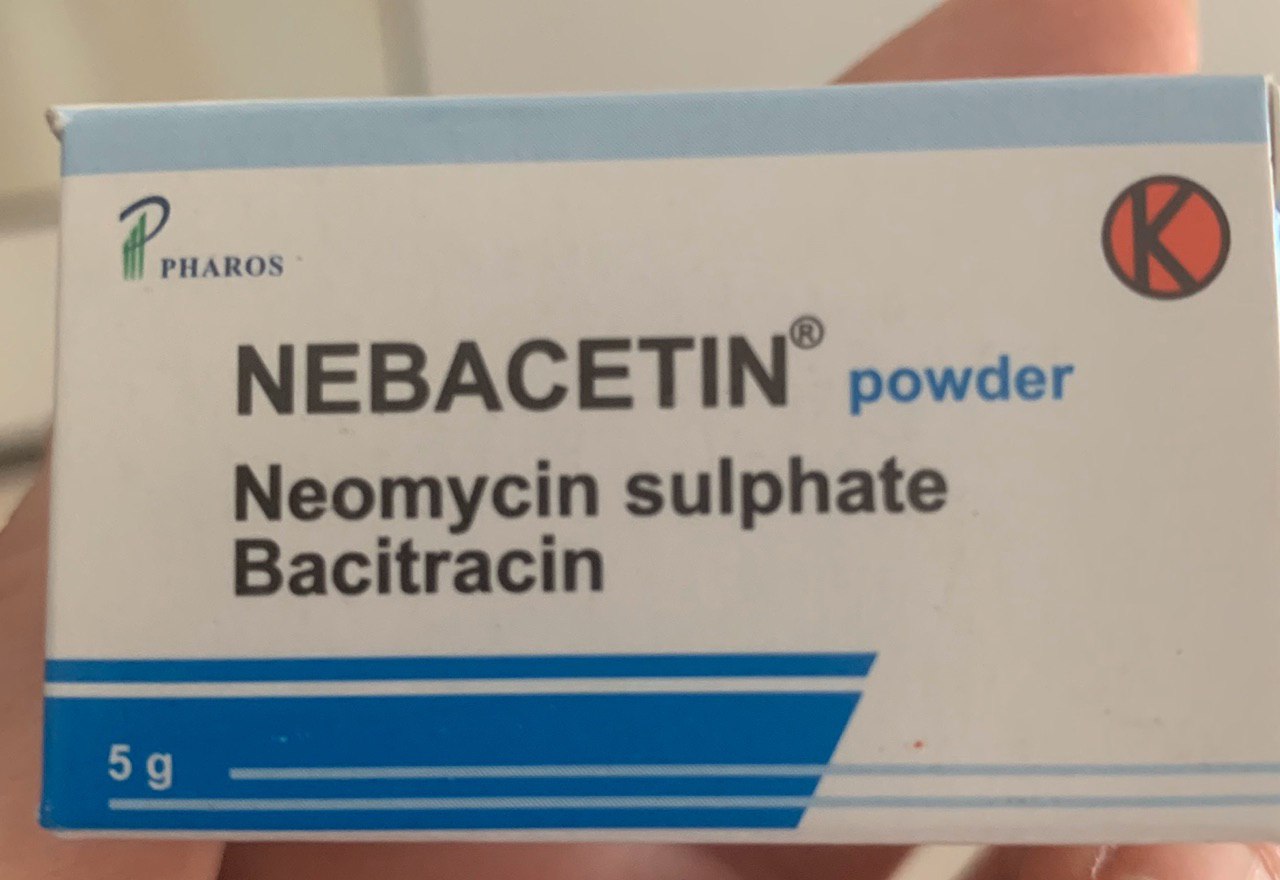 PHAROS
K
NEBACETIN® powder
Neomycin sulphate
Bacitracin
5 g